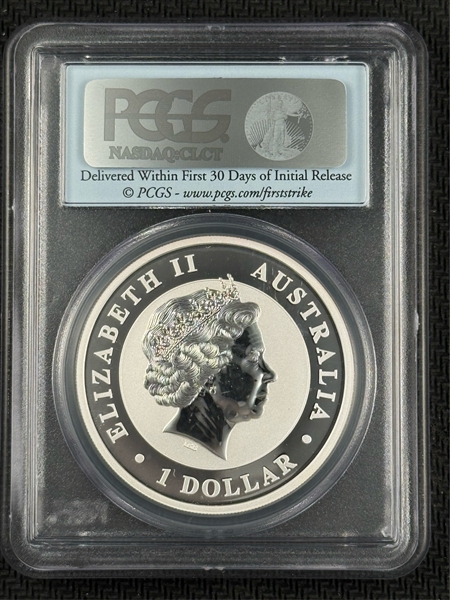 PCGS
NASDAQ:CLCT
Delivered Within First 30 Days of Initial Release
© PCGS - www.pcgs.com/firststrike
ELIZABETH II
AUSTRALIA
• 1 DOLLAR •